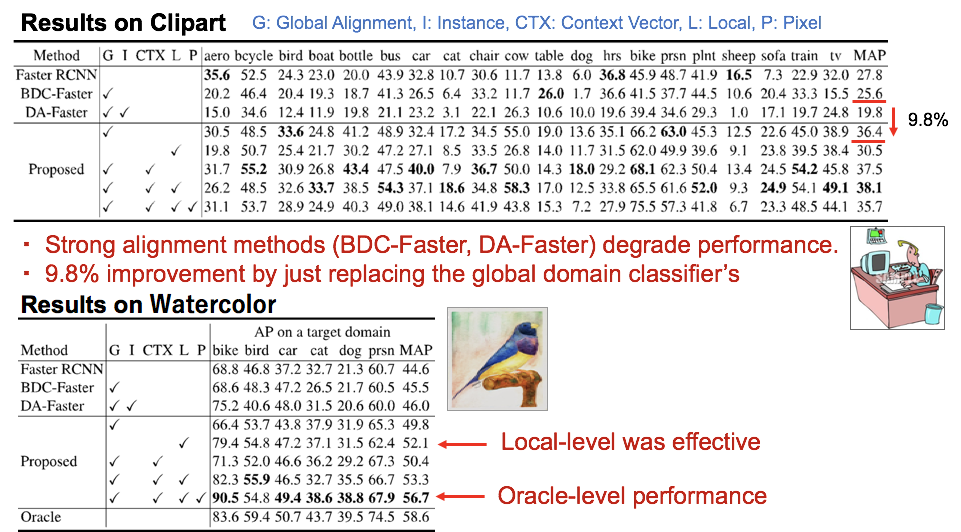 Results on Clipart
G: Global Alignment, I: Instance, CTX: Context Vector, L: Local, P: Pixel
Method G I CTX L P aero bcycle bird boat bottle bus car cat chair cow table dog hrs bike prsn plnt sheep sofa train tv MAP
Faster RCNN 35.6 52.5 24.3 23.0 20.0 43.9 32.8 10.7 30.6 11.7 13.8 6.0 36.8 45.9 48.7 41.9 16.5 7.3 22.9 32.0 27.8
BDC-Faster ✓ 20.2 46.4 20.4 19.3 18.7 41.3 26.5 6.4 33.2 11.7 26.0 1.7 36.6 41.5 37.7 44.5 10.6 20.4 33.3 15.5 25.6
DA-Faster ✓ ✓ 15.0 34.6 12.4 11.9 19.8 21.1 23.2 3.1 22.1 26.3 10.6 10.0 19.6 39.4 34.6 29.3 1.0 17.1 19.7 24.8 19.8
9.8%
✓ 30.5 48.5 33.6 24.8 41.2 48.9 32.4 17.2 34.5 55.0 19.0 13.6 35.1 66.2 63.0 45.3 12.5 22.6 45.0 38.9 36.4
✓ 19.8 50.7 25.4 21.7 30.2 47.2 27.1 8.5 33.5 26.8 14.0 11.7 31.5 62.0 49.9 39.6 9.1 23.8 39.5 38.4 30.5
Proposed ✓ ✓ 31.7 55.2 30.9 26.8 43.4 47.5 40.0 7.9 36.7 50.0 14.3 18.0 29.2 68.1 62.3 50.4 13.4 24.5 54.2 45.8 37.5
✓ ✓ ✓ 26.2 48.5 32.6 33.7 38.5 54.3 37.1 18.6 34.8 58.3 17.0 12.5 33.8 65.5 61.6 52.0 9.3 24.9 54.1 49.1 38.1
✓ ✓ ✓ ✓ 31.1 53.7 28.9 24.9 40.3 49.0 38.1 14.6 41.9 43.8 15.3 7.2 27.9 75.5 57.3 41.8 6.7 23.3 48.5 44.1 35.7
▪ Strong alignment methods (BDC-Faster, DA-Faster) degrade performance.
▪ 9.8% improvement by just replacing the global domain classifier's
Results on Watercolor
AP on a target domain
Method G I CTX L P bike bird car cat dog prsn MAP
Faster RCNN 68.8 46.8 37.2 32.7 21.3 60.7 44.6
BDC-Faster ✓ 68.6 48.3 47.2 26.5 21.7 60.5 45.5
DA-Faster ✓ ✓ 75.2 40.6 48.0 31.5 20.6 60.0 46.0
✓ 66.4 53.7 43.8 37.9 31.9 65.3 49.8
✓ 79.4 54.8 47.2 37.1 31.5 62.4 52.1
Local-level was effective
Proposed ✓ ✓ 71.3 52.0 46.6 36.2 29.2 67.3 50.4
✓ ✓ ✓ 82.3 55.9 46.5 32.7 35.5 66.7 53.3
✓ ✓ ✓ ✓ 90.5 54.8 49.4 38.6 38.8 67.9 56.7
Oracle-level performance
Oracle 83.6 59.4 50.7 43.7 39.5 74.5 58.6